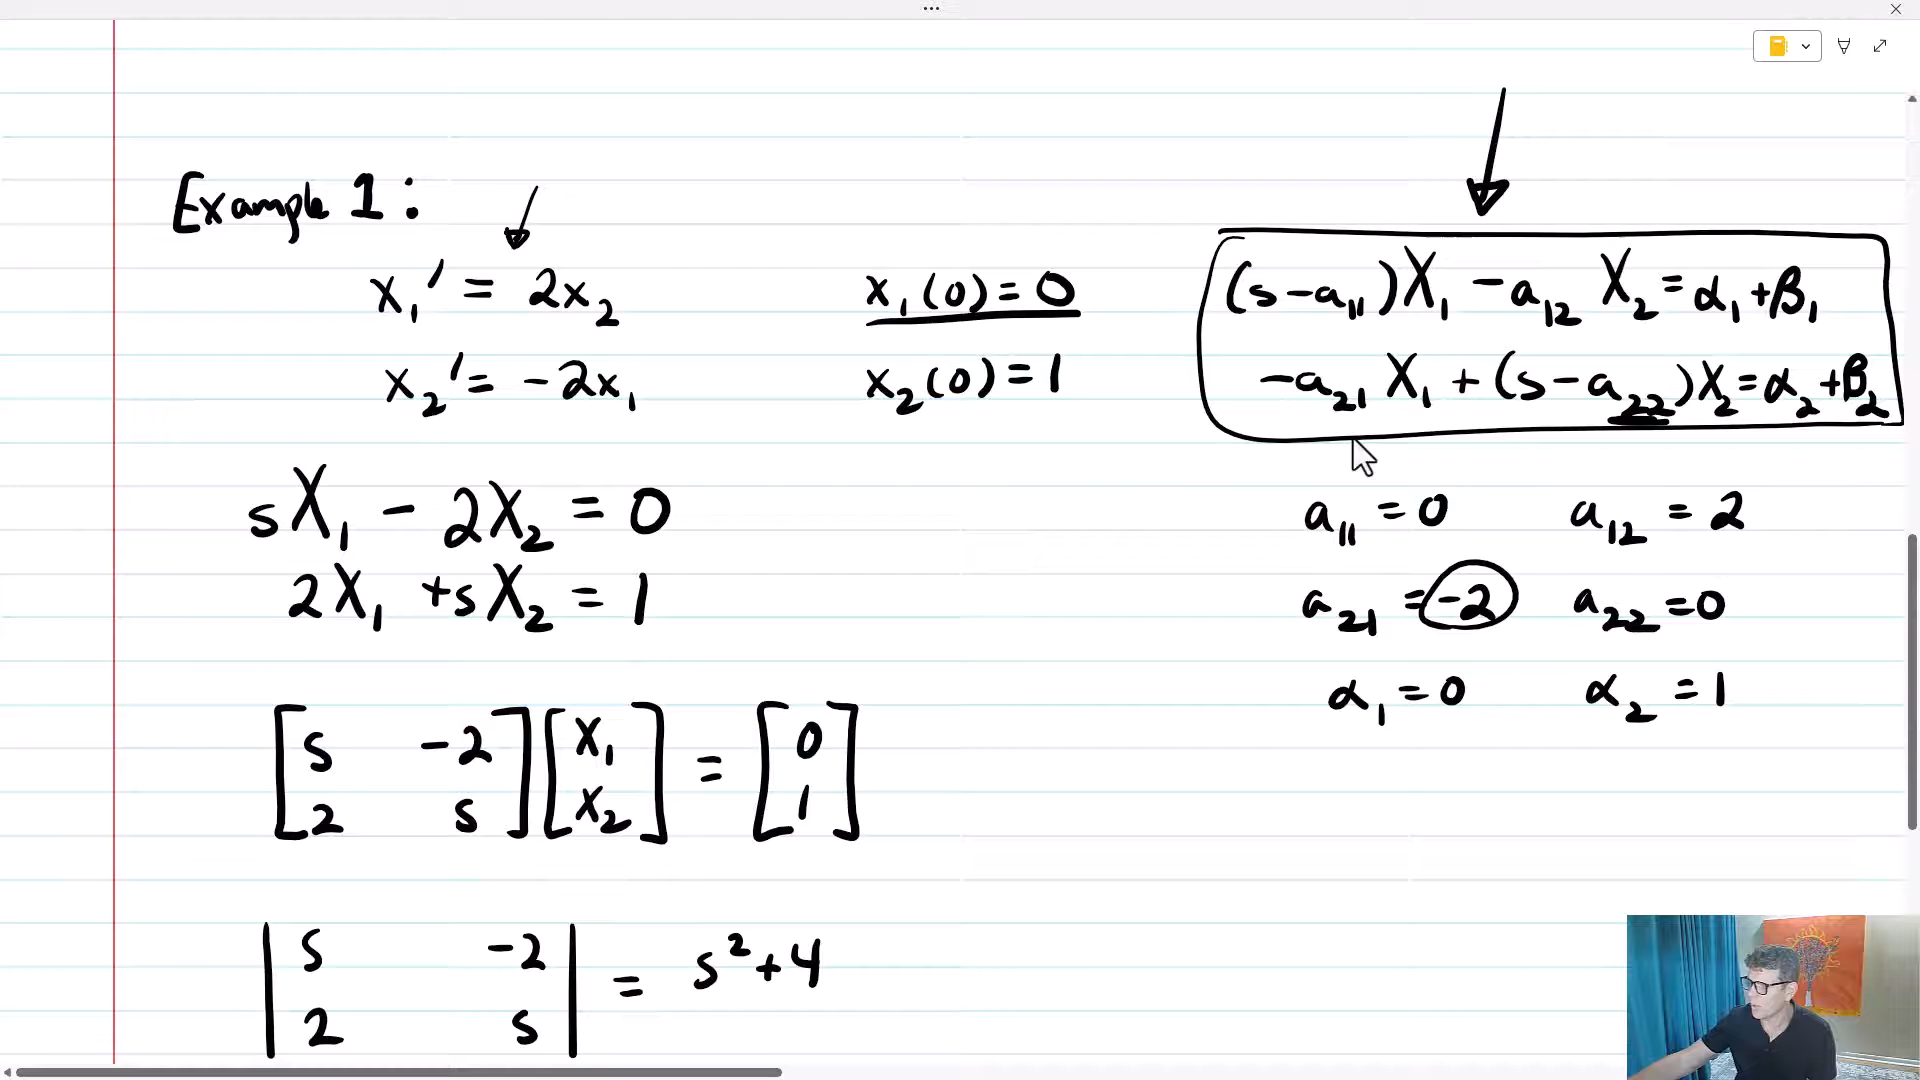 Example 1:
x₁′ = 2x₂
x₁(0) = 0
x₂′ = -2x₁
x₂(0) = 1
(s-a₁₁)X₁ - a₁₂ X₂ = α₁ + β₁
-a₂₁ X₁ + (s-a₂₂)X₂ = α₂ + β₂
sX₁ - 2X₂ = 0
2X₁ + sX₂ = 1
a₁₁ = 0 a₁₂ = 2
a₂₁ = -2 a₂₂ = 0
α₁ = 0 α₂ = 1
[s -2] [X₁] = [0]
[2 s] [X₂] [1]
|s -2| = s² + 4
|2 s|